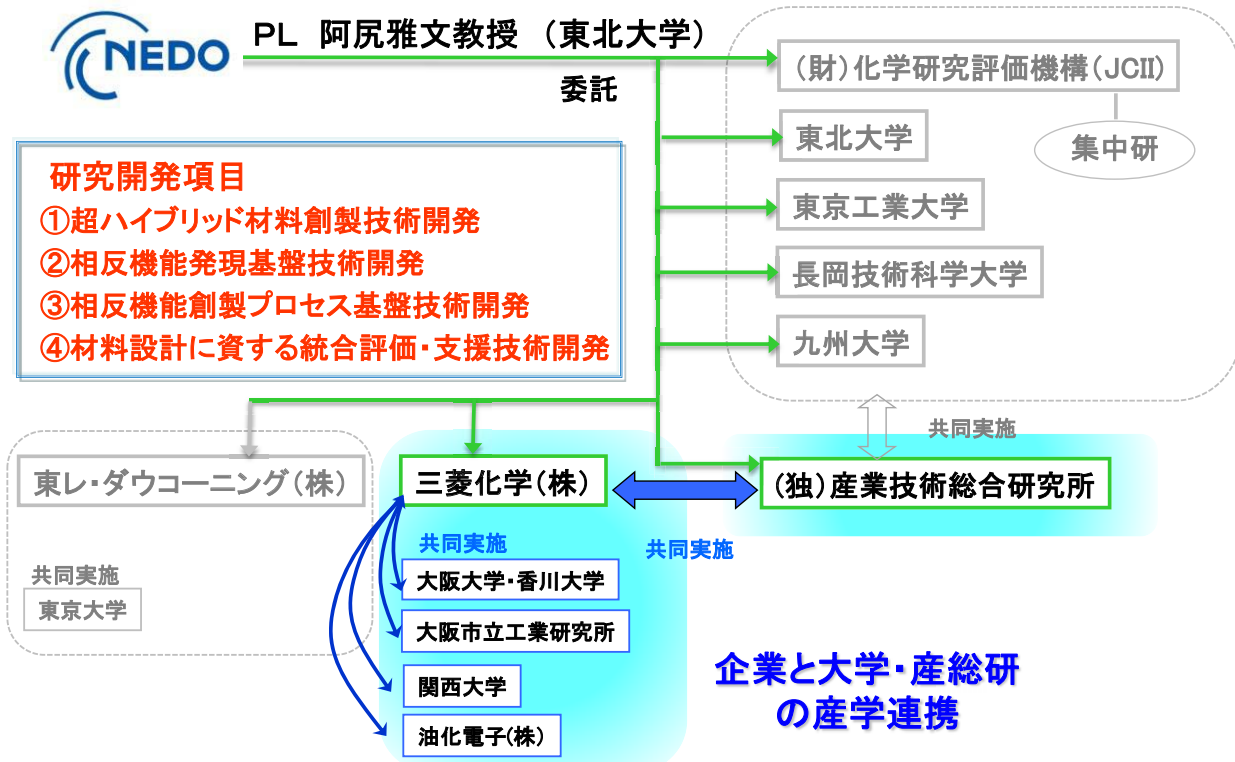 NEDO
PL 阿尻雅文教授 (東北大学)
委託
(財)化学研究評価機構(JCII)
集中研
東北大学
東京工業大学
長岡技術科学大学
九州大学
研究開発項目
①超ハイブリッド材料創製技術開発
②相反機能発現基盤技術開発
③相反機能創製プロセス基盤技術開発
④材料設計に資する統合評価・支援技術開発
共同実施
東レ・ダウコーニング(株)
三菱化学(株)
(独)産業技術総合研究所
共同実施
共同実施
共同実施
東京大学
大阪大学・香川大学
大阪市立工業研究所
関西大学
油化電子(株)
企業と大学・産総研
の産学連携